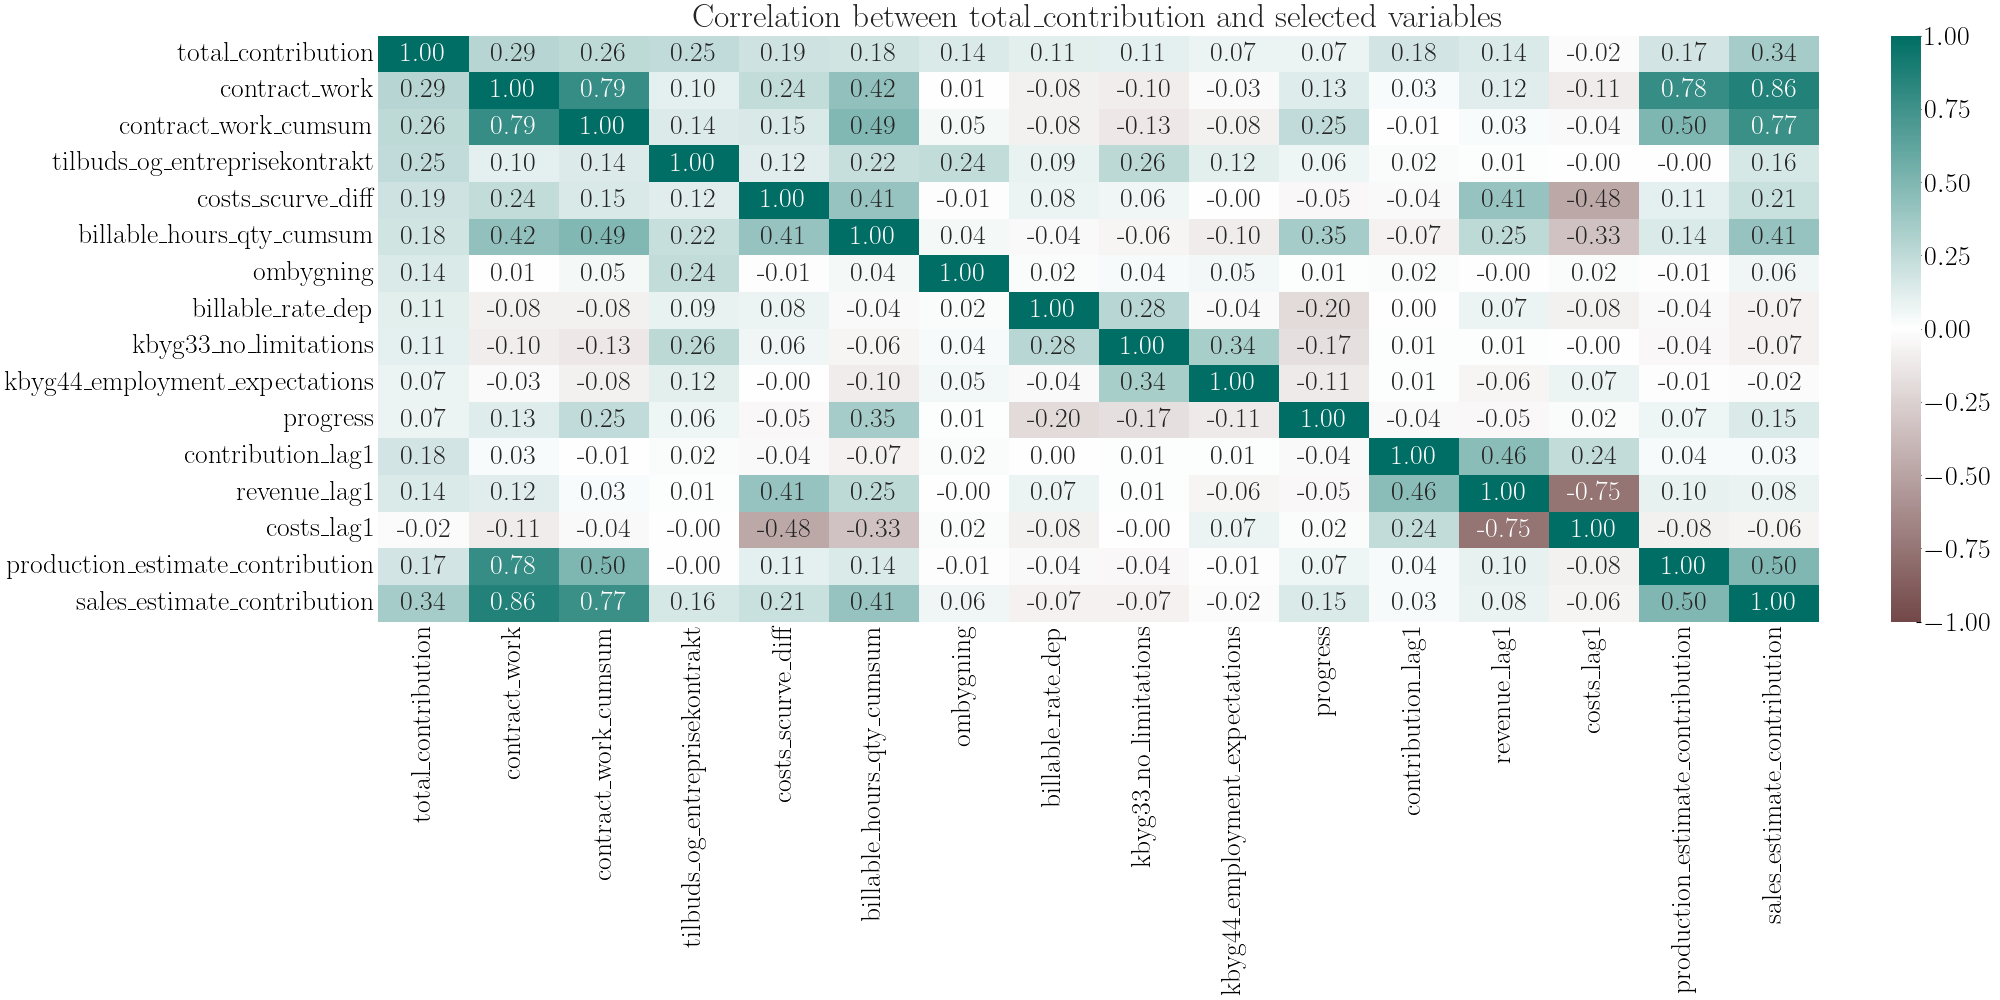 Correlation between total_contribution and selected variables
total_contribution 1.00 0.29 0.26 0.25 0.19 0.18 0.14 0.11 0.11 0.07 0.07 0.18 0.14 -0.02 0.17 0.34
contract_work 0.29 1.00 0.79 0.10 0.24 0.42 0.01 -0.08 -0.10 -0.03 0.13 0.03 0.12 -0.11 0.78 0.86
contract_work_cumsum 0.26 0.79 1.00 0.14 0.15 0.49 0.05 -0.08 -0.13 -0.08 0.25 -0.01 0.03 -0.04 0.50 0.77
tilbuds_og_entreprisekontrakt 0.25 0.10 0.14 1.00 0.12 0.22 0.24 0.09 0.26 0.12 0.06 0.02 0.01 -0.00 -0.00 0.16
costs_scurve_diff 0.19 0.24 0.15 0.12 1.00 0.41 -0.01 0.08 0.06 -0.00 -0.05 -0.04 0.41 -0.48 0.11 0.21
billable_hours_qty_cumsum 0.18 0.42 0.49 0.22 0.41 1.00 0.04 -0.04 -0.06 -0.10 0.35 -0.07 0.25 -0.33 0.14 0.41
ombygning 0.14 0.01 0.05 0.24 -0.01 0.04 1.00 0.02 0.04 0.05 0.01 0.02 -0.00 0.02 -0.01 0.06
billable_rate_dep 0.11 -0.08 -0.08 0.09 0.08 -0.04 0.02 1.00 0.28 -0.04 -0.20 0.00 0.07 -0.08 -0.04 -0.07
kbyg33_no_limitations 0.11 -0.10 -0.13 0.26 0.06 -0.06 0.04 0.28 1.00 0.34 -0.17 0.01 0.01 -0.00 -0.04 -0.07
kbyg44_employment_expectations 0.07 -0.03 -0.08 0.12 -0.00 -0.10 0.05 -0.04 0.34 1.00 -0.11 0.01 -0.06 0.07 -0.01 -0.02
progress 0.07 0.13 0.25 0.06 -0.05 0.35 0.01 -0.20 -0.17 -0.11 1.00 -0.04 -0.05 0.02 0.07 0.15
contribution_lag1 0.18 0.03 -0.01 0.02 -0.04 -0.07 0.02 0.00 0.01 0.01 -0.04 1.00 0.46 0.24 0.04 0.03
revenue_lag1 0.14 0.12 0.03 0.01 0.41 0.25 -0.00 0.07 0.01 -0.06 -0.05 0.46 1.00 -0.75 0.10 0.08
costs_lag1 -0.02 -0.11 -0.04 -0.00 -0.48 -0.33 0.02 -0.08 -0.00 0.07 0.02 0.24 -0.75 1.00 -0.08 -0.06
production_estimate_contribution 0.17 0.78 0.50 -0.00 0.11 0.14 -0.01 -0.04 -0.04 -0.01 0.07 0.04 0.10 -0.08 1.00 0.50
sales_estimate_contribution 0.34 0.86 0.77 0.16 0.21 0.41 0.06 -0.07 -0.07 -0.02 0.15 0.03 0.08 -0.06 0.50 1.00
total_contribution
contract_work
contract_work_cumsum
tilbuds_og_entreprisekontrakt
costs_scurve_diff
billable_hours_qty_cumsum
ombygning
billable_rate_dep
kbyg33_no_limitations
kbyg44_employment_expectations
progress
contribution_lag1
revenue_lag1
costs_lag1
production_estimate_contribution
sales_estimate_contribution
1.00
0.75
0.50
0.25
0.00
−0.25
−0.50
−0.75
−1.00